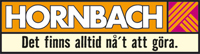 HORNBACH
Det finns alltid nå't att göra.